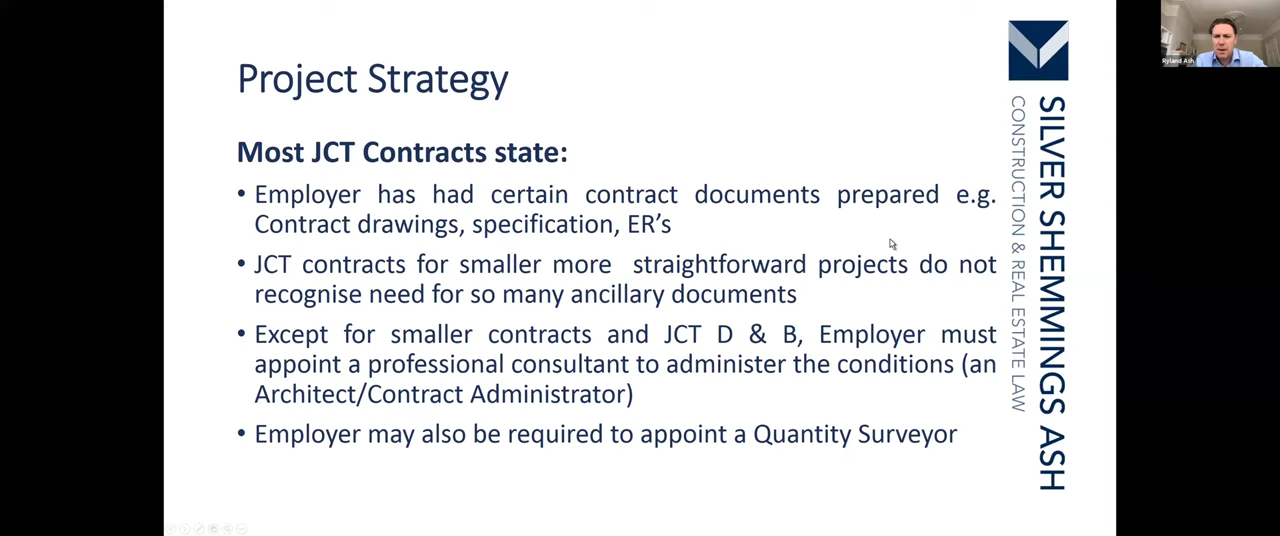 Project Strategy
Most JCT Contracts state:
• Employer has had certain contract documents prepared e.g.
Contract drawings, specification, ER’s
• JCT contracts for smaller more straightforward projects do not
recognise need for so many ancillary documents
• Except for smaller contracts and JCT D & B, Employer must
appoint a professional consultant to administer the conditions (an
Architect/Contract Administrator)
• Employer may also be required to appoint a Quantity Surveyor
SILVER SHEMMINGS ASH
CONSTRUCTION & REAL ESTATE LAW
Ryland Ash